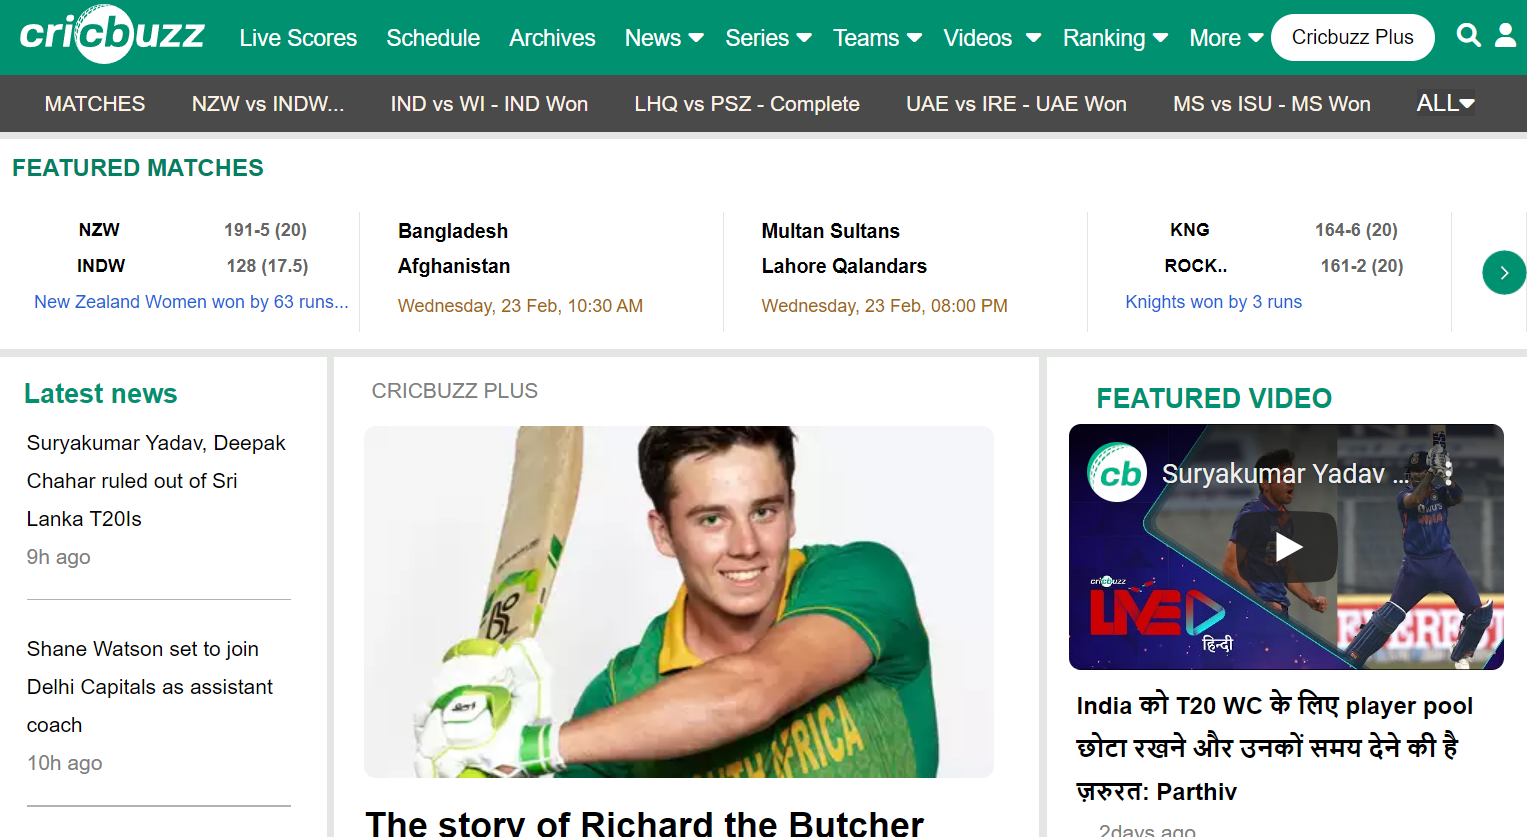 cricbuzz Live Scores Schedule Archives News Series Teams Videos Ranking More Cricbuzz Plus
MATCHES NZW vs INDW... IND vs WI - IND Won LHQ vs PSZ - Complete UAE vs IRE - UAE Won MS vs ISU - MS Won ALL
FEATURED MATCHES
NZW 191-5 (20)
INDW 128 (17.5)
New Zealand Women won by 63 runs...
Bangladesh
Afghanistan
Wednesday, 23 Feb, 10:30 AM
Multan Sultans
Lahore Qalandars
Wednesday, 23 Feb, 08:00 PM
KNG 164-6 (20)
ROCK.. 161-2 (20)
Knights won by 3 runs
Latest news
Suryakumar Yadav, Deepak
Chahar ruled out of Sri
Lanka T20Is
9h ago
Shane Watson set to join
Delhi Capitals as assistant
coach
10h ago
CRICBUZZ PLUS
SOUTH AFRICA
The story of Richard the Butcher
FEATURED VIDEO
cb Suryakumar Yadav ...
cricbuzz
LIVE
हिन्दी
India को T20 WC के लिए player pool
छोटा रखने और उनकों समय देने की है
ज़रुरत: Parthiv
2days ago